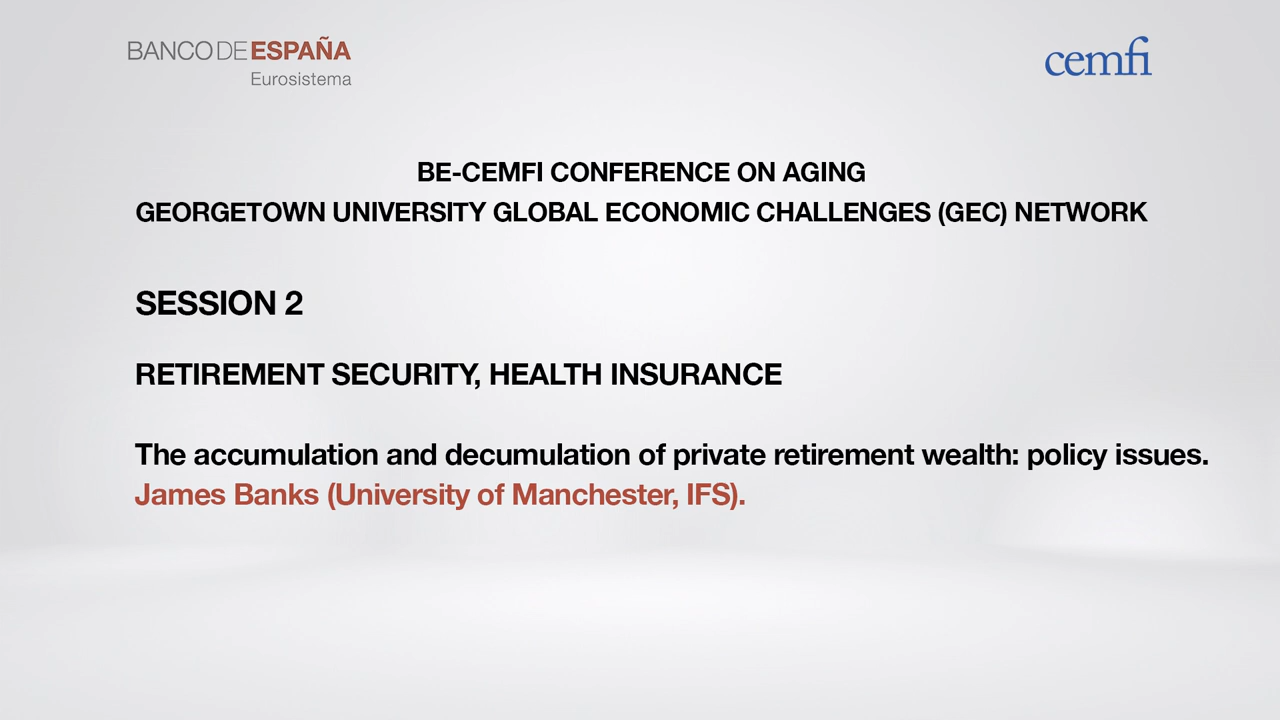 BANCO DE ESPAÑA
Eurosistema
cemfi
BE-CEMFI CONFERENCE ON AGING
GEORGETOWN UNIVERSITY GLOBAL ECONOMIC CHALLENGES (GEC) NETWORK
SESSION 2
RETIREMENT SECURITY, HEALTH INSURANCE
The accumulation and decumulation of private retirement wealth: policy issues.
James Banks (University of Manchester, IFS).